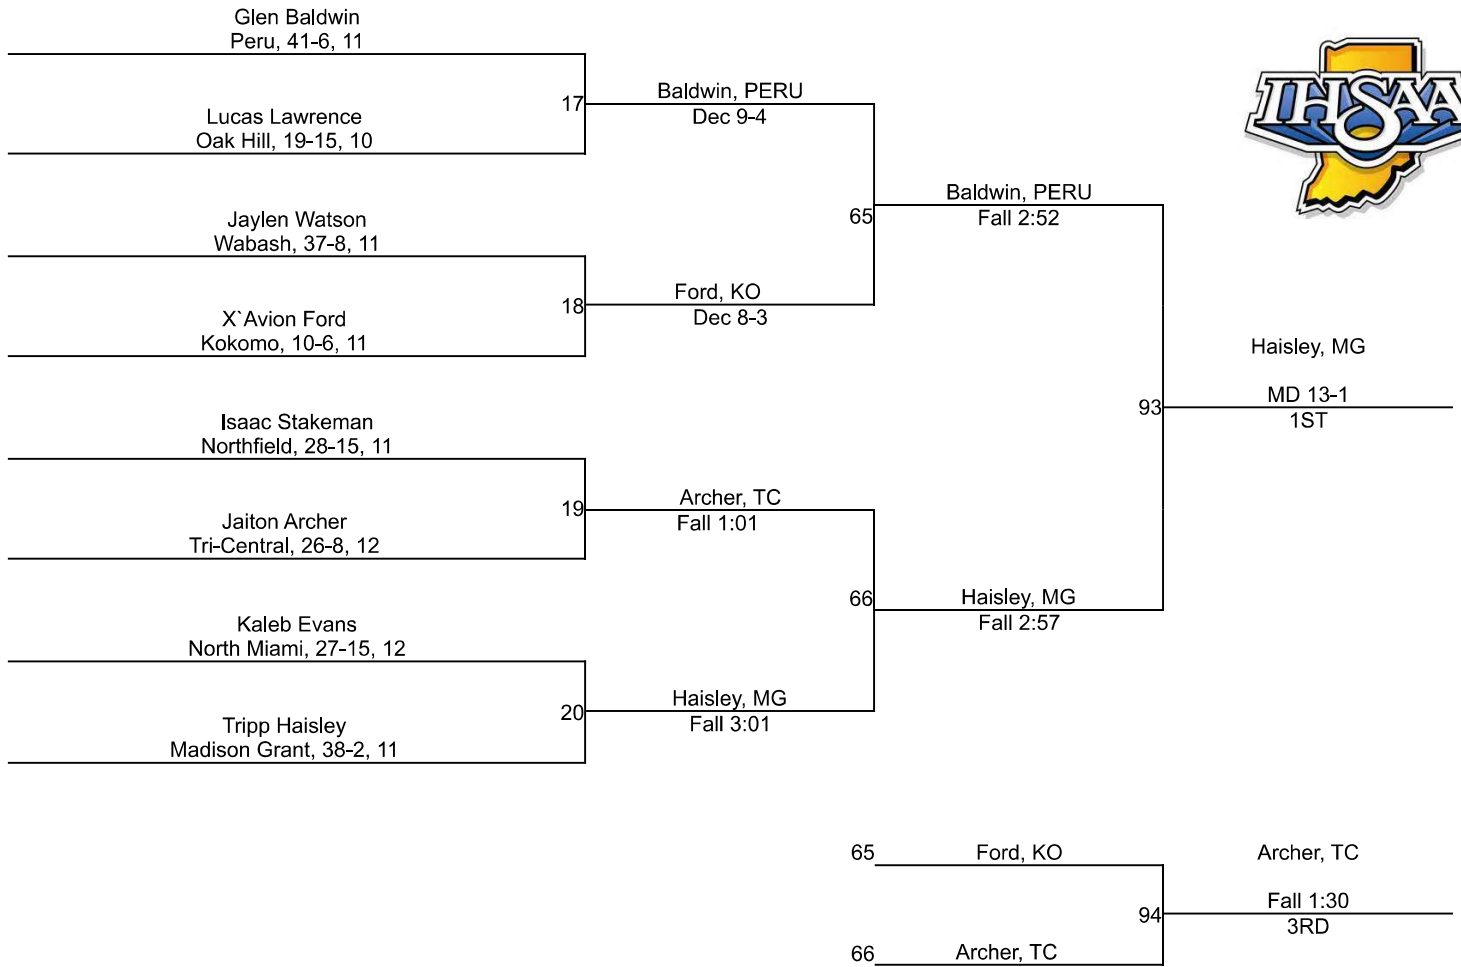 Glen Baldwin
Peru, 41-6, 11
17
Baldwin, PERU
Dec 9-4
Lucas Lawrence
Oak Hill, 19-15, 10
IHSAA
65
Baldwin, PERU
Fall 2:52
Jaylen Watson
Wabash, 37-8, 11
18
Ford, KO
Dec 8-3
X`Avion Ford
Kokomo, 10-6, 11
Haisley, MG
93
MD 13-1
1ST
Isaac Stakeman
Northfield, 28-15, 11
19
Archer, TC
Fall 1:01
Jaiton Archer
Tri-Central, 26-8, 12
66
Haisley, MG
Fall 2:57
Kaleb Evans
North Miami, 27-15, 12
20
Haisley, MG
Fall 3:01
Tripp Haisley
Madison Grant, 38-2, 11
65
Ford, KO
Archer, TC
94
Fall 1:30
3RD
66
Archer, TC